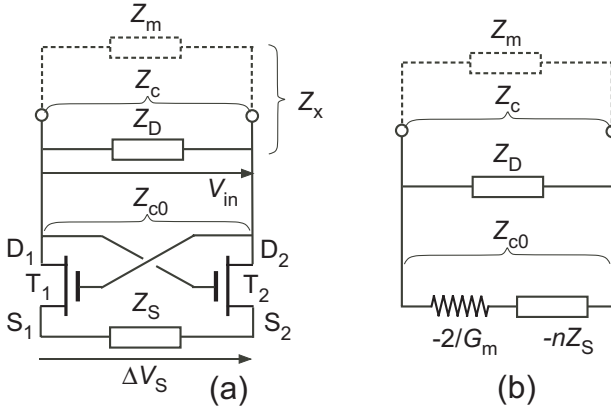 Z_m
Z_c
Z_D
Z_x
V_in
Z_c0
D_1
D_2
T_1
T_2
S_1
Z_S
S_2
ΔV_S
(a)
Z_m
Z_c
Z_D
Z_c0
-2/G_m
-nZ_S
(b)